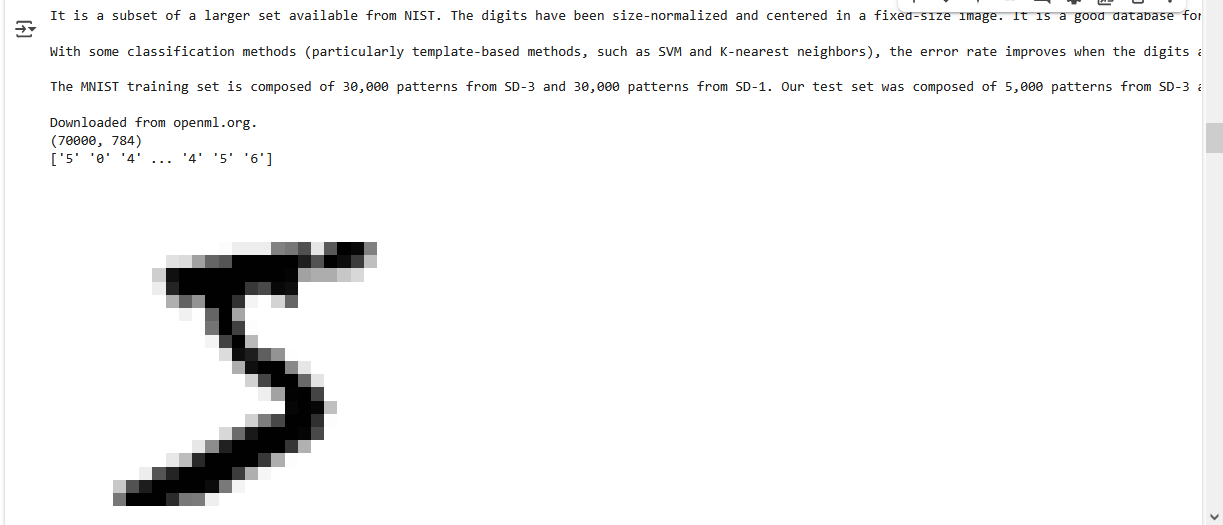 It is a subset of a larger set available from NIST. The digits have been size-normalized and centered in a fixed-size image. It is a good database for
With some classification methods (particularly template-based methods, such as SVM and K-nearest neighbors), the error rate improves when the digits a
The MNIST training set is composed of 30,000 patterns from SD-3 and 30,000 patterns from SD-1. Our test set was composed of 5,000 patterns from SD-3 a
Downloaded from openml.org.
(70000, 784)
['5' '0' '4' ... '4' '5' '6']
5